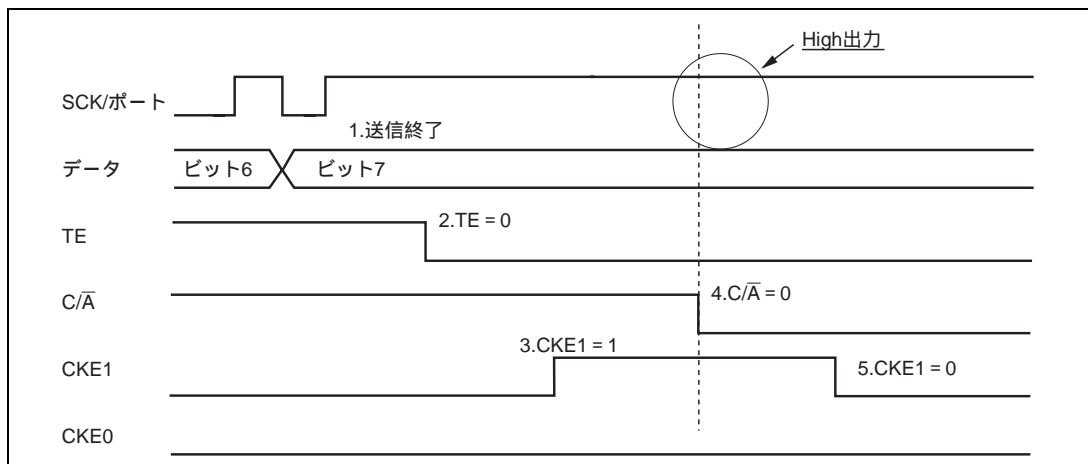 High出力
SCK/ポート
1.送信終了
データ
ビット6
ビット7
TE
2.TE = 0
C/A̅
4.C/A̅ = 0
3.CKE1 = 1
CKE1
5.CKE1 = 0
CKE0